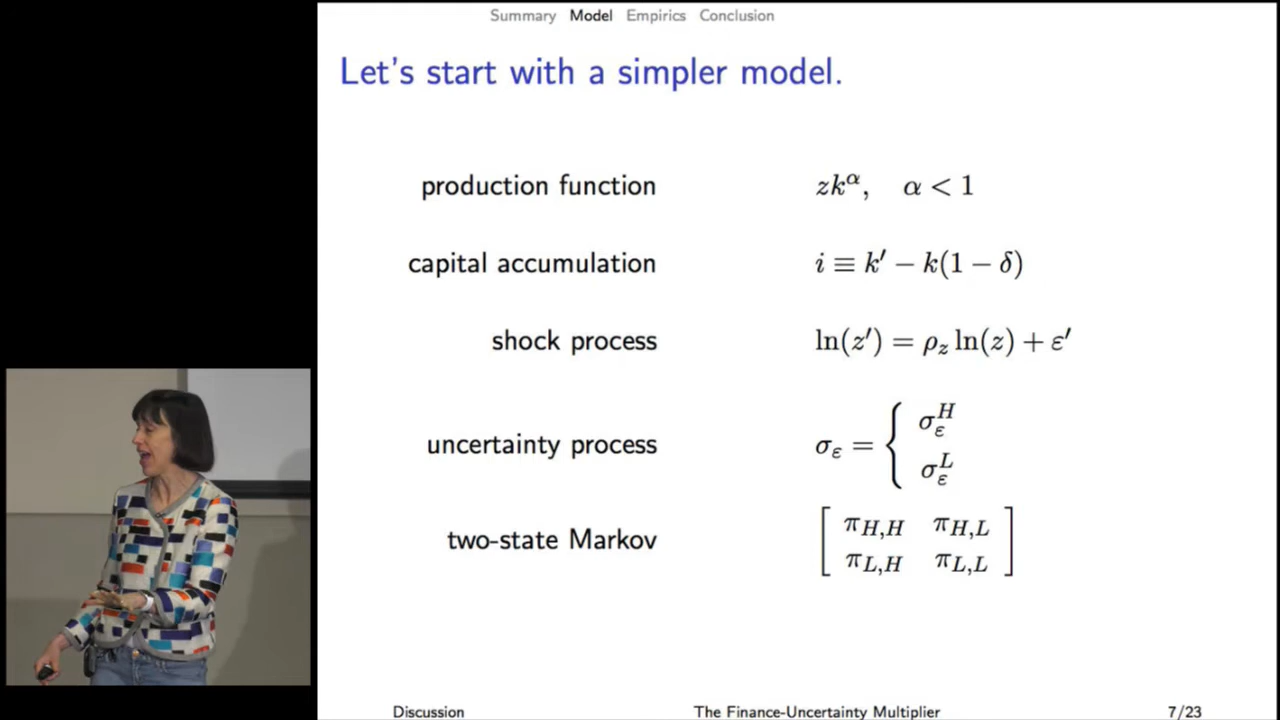 Summary Model Empirics Conclusion
Let's start with a simpler model.
production function zk^α, α < 1
capital accumulation i ≡ k′ − k(1 − δ)
shock process ln(z′) = ρ_z ln(z) + ε′
uncertainty process σ_ε = { σ_ε^H
σ_ε^L
two-state Markov [ π_{H,H} π_{H,L}
π_{L,H} π_{L,L} ]
Discussion The Finance-Uncertainty Multiplier 7/23